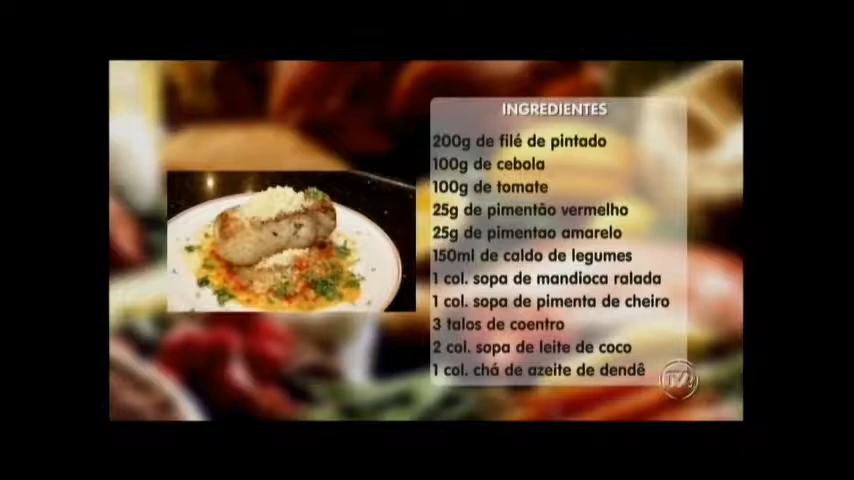 INGREDIENTES
200g de filé de pintado
100g de cebola
100g de tomate
25g de pimentão vermelho
25g de pimentao amarelo
150ml de caldo de legumes
1 col. sopa de mandioca ralada
1 col. sopa de pimenta de cheiro
3 talos de coentro
2 col. sopa de leite de coco
1 col. chá de azeite de dendê